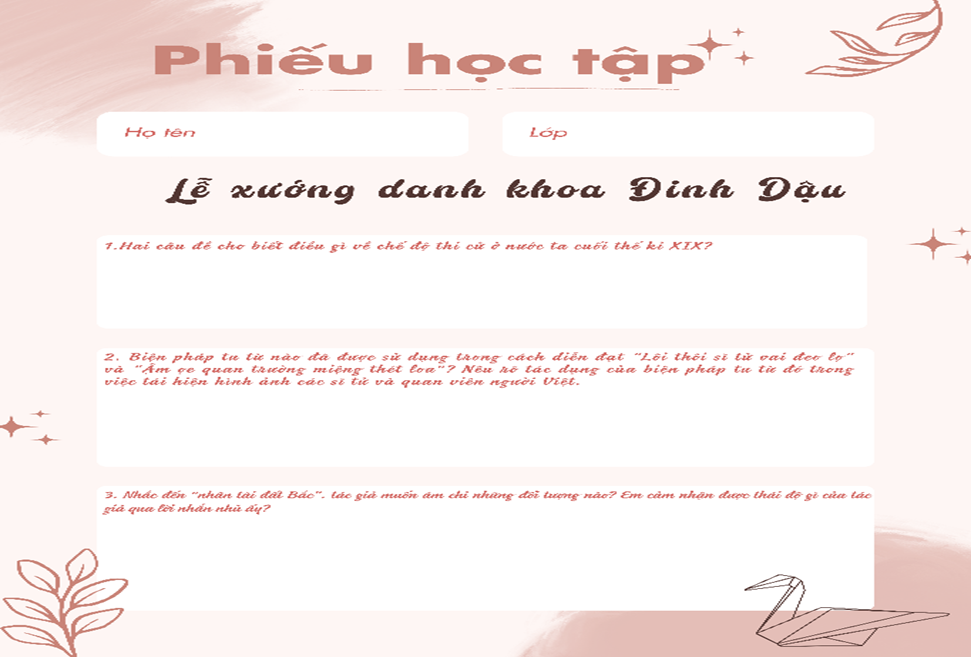 Phiếu học tập
Họ tên
Lớp
Lễ xướng danh khoa Đinh Dậu
1.Hai câu đề cho biết điều gì về chế độ thi cử ở nước ta cuối thế kỉ XIX?
2. Biện pháp tu từ nào đã được sử dụng trong cách diễn đạt "Lôi thôi sĩ tử vai đeo lọ"
và "Ậm ọe quan trường miệng thét loa"? Nêu rõ tác dụng của biện pháp tu từ đó trong
việc tái hiện hình ảnh các sĩ tử và quan viên người Việt.
3. Nhắc đến "nhân tài đất Bắc", tác giả muốn ám chỉ những đối tượng nào? Em cảm nhận được thái độ gì của tác
giả qua lời nhắn nhủ ấy?